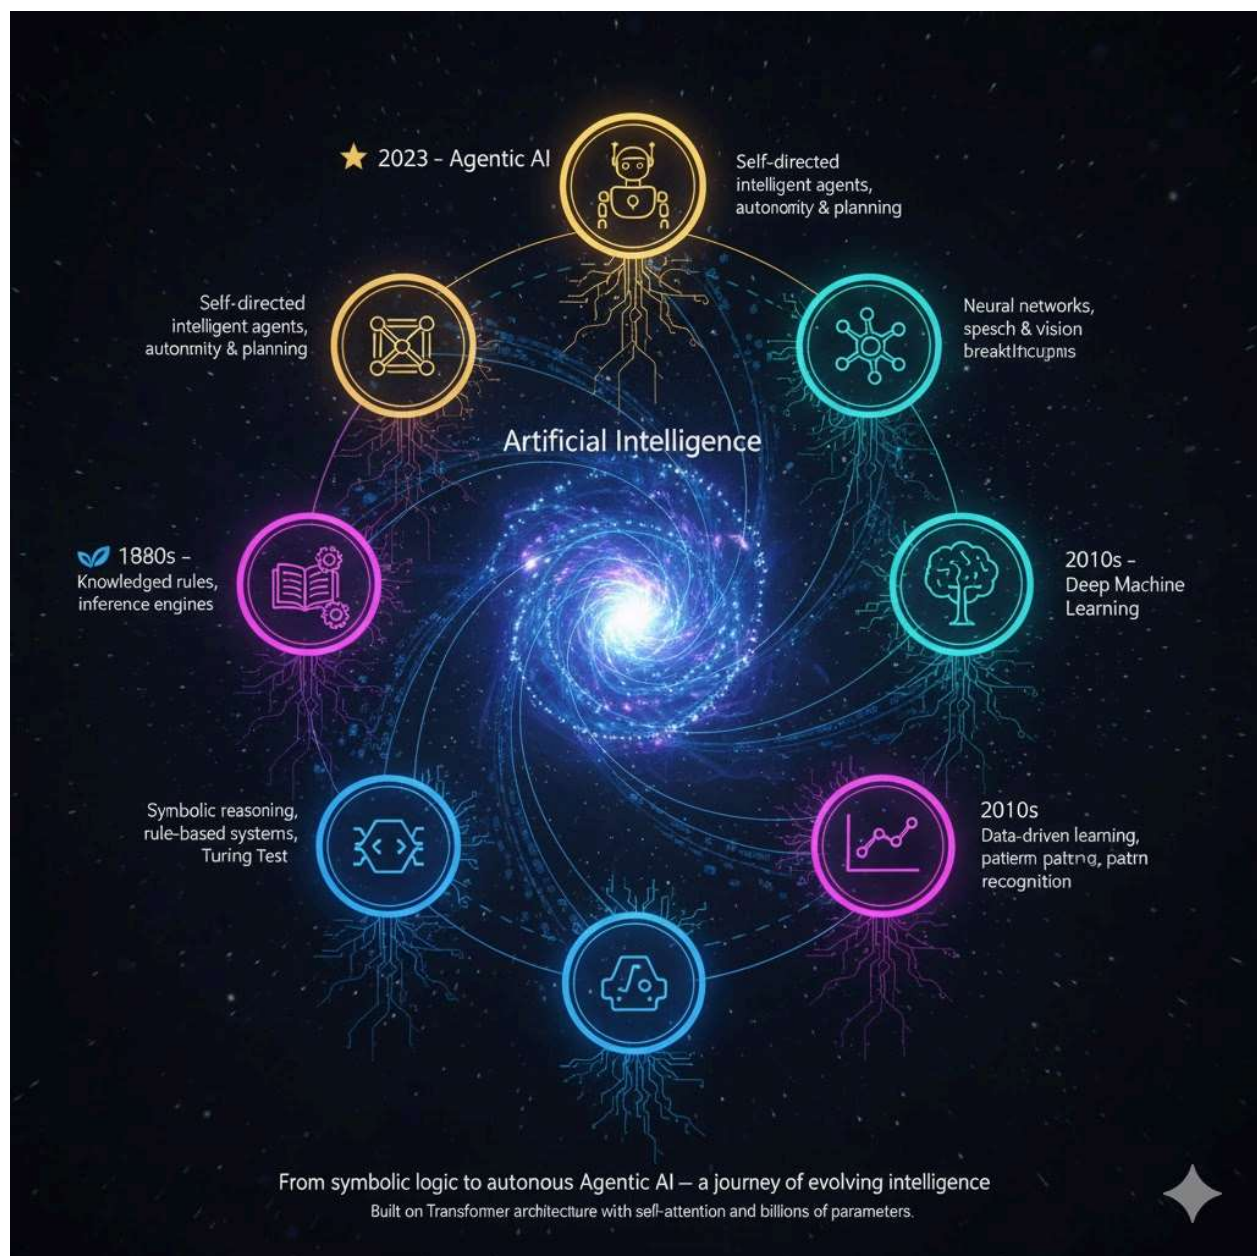 2023 - Agentic AI
Self-directed
intelligent agents,
autonomity & planning
Self-directed
intelligent agents,
autonmity & planning
Neural networks,
spesch & vision
Artificial Intelligence
1880s -
Knowledged rules,
inference engines
2010s -
Deep Machine
Learning
Symbolic reasoning,
rule-based systems,
Turing Test
2010s
Data-driven learning,
recognition
From symbolic logic to autonous Agentic AI — a journey of evolving intelligence
Built on Transformer architecture with self-attention and billions of parameters.